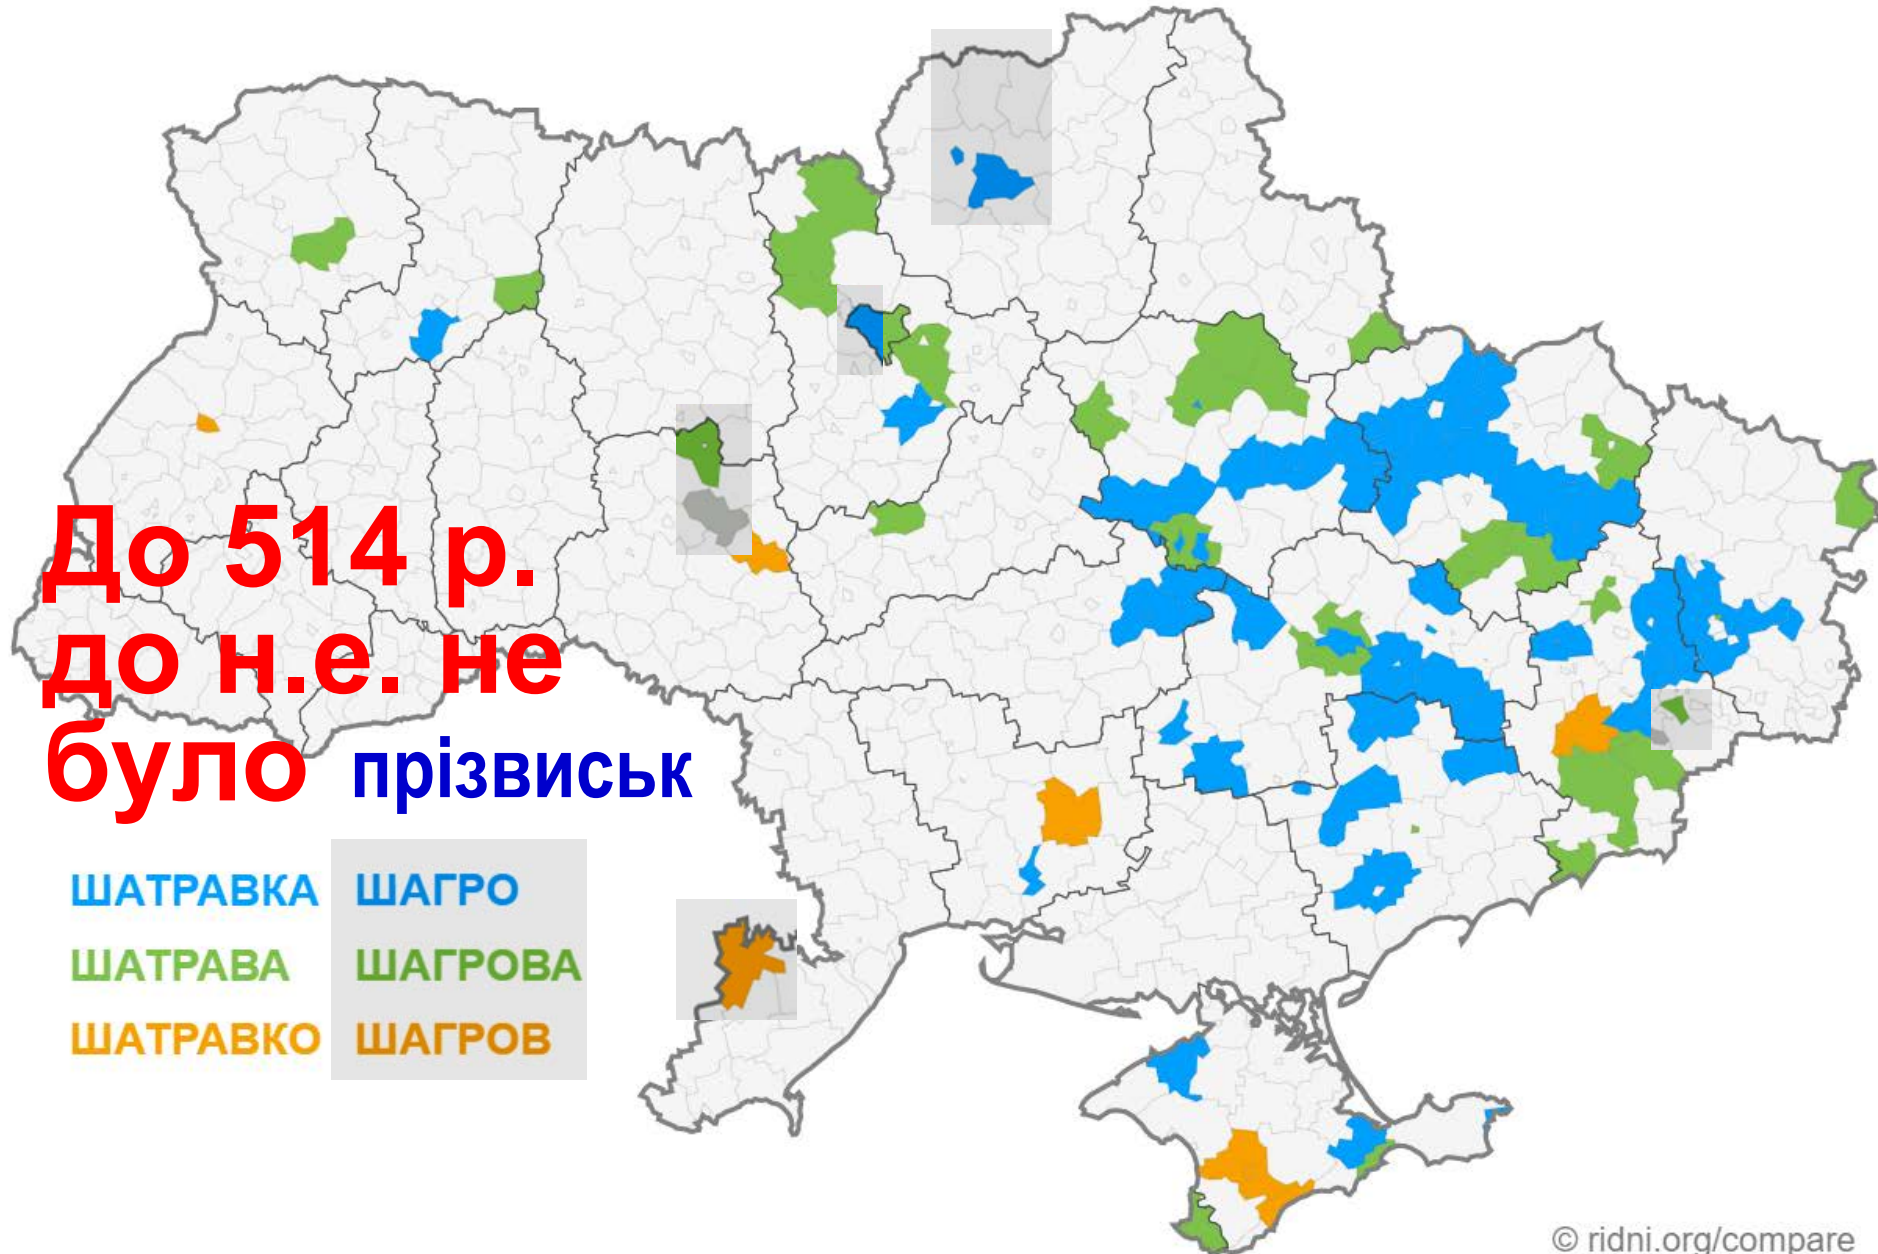 До 514 р.
до н.е. не
було прізвиськ
ШАТРАВКА ШАГРО
ШАТРАВА ШАГРОВА
ШАТРАВКО ШАГРОВ
© ridni.org/compare